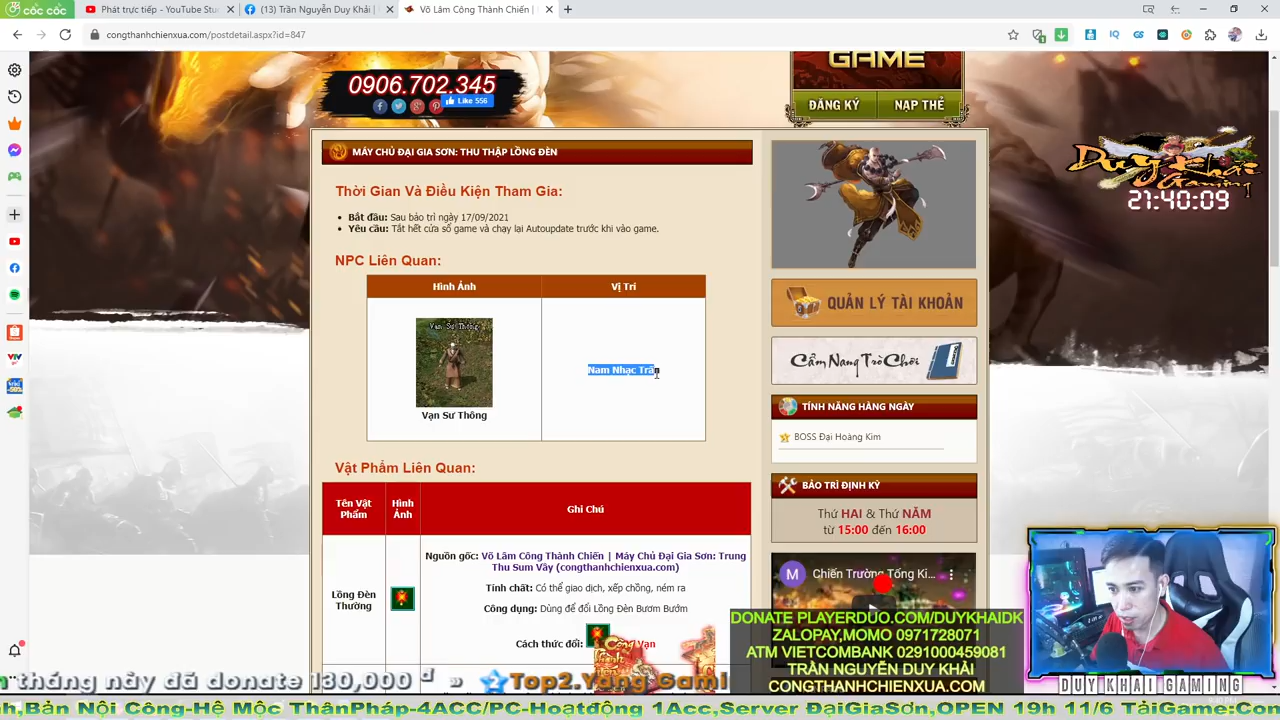 cốc cốc
Phát trực tiếp - YouTube Stu
(13) Trần Nguyễn Duy Khải |
Võ Lâm Công Thành Chiến |
congthanhchienxua.com/postdetail.aspx?id=847
0906.702.345
Like 556
GAME
ĐĂNG KÝ
NẠP THẺ
Duy Khải
Gaming
21:40:09
MÁY CHỦ ĐẠI GIA SƠN: THU THẬP LỒNG ĐÈN
Thời Gian Và Điều Kiện Tham Gia:
Bắt đầu: Sau bảo trì ngày 17/09/2021
Yêu cầu: Tắt hết cửa sổ game và chạy lại Autoupdate trước khi vào game.
NPC Liên Quan:
Hình Ảnh
Vị Trí
Vạn Sư Thông
Nam Nhạc Trấn
Vạn Sư Thông
QUẢN LÝ TÀI KHOẢN
Cẩm Nang Trò Chơi
TÍNH NĂNG HÀNG NGÀY
BOSS Đại Hoàng Kim
BẢO TRÌ ĐỊNH KỲ
Thứ HAI & Thứ NĂM
từ 15:00 đến 16:00
M
Chiến Trường Tống Ki...
Vật Phẩm Liên Quan:
Tên Vật Phẩm
Hình Ảnh
Ghi Chú
Lồng Đèn Thường
Nguồn gốc: Võ Lâm Công Thành Chiến | Máy Chủ Đại Gia Sơn: Trung
Thu Sum Vầy (congthanhchienxua.com)
Tính chất: Có thể giao dịch, xếp chồng, ném ra
Công dụng: Dùng để đổi Lồng Đèn Bươm Bướm
Cách thức đổi:
Vạn
DONATE PLAYERDUO.COM/DUYKHAIDK
ZALOPAY,MOMO 0971728071
ATM VIETCOMBANK 0291000459081
TRẦN NGUYỄN DUY KHẢI
CONGTHANHCHIENXUA.COM
DUY KHAI GAMING
tháng này đã donate 130,000 đ » Top2.Yang Gami
h,Bản Nội Công-Hệ Mộc ThânPháp-4ACC/PC-Hoạtđộng 1Acc,Server ĐạiGiaSơn,OPEN 19h 11/6 TảiGame:Con